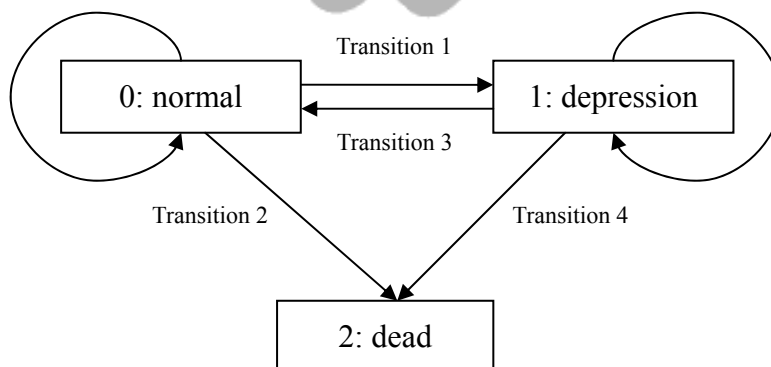 Transition 1
0: normal
1: depression
Transition 3
Transition 2
Transition 4
2: dead